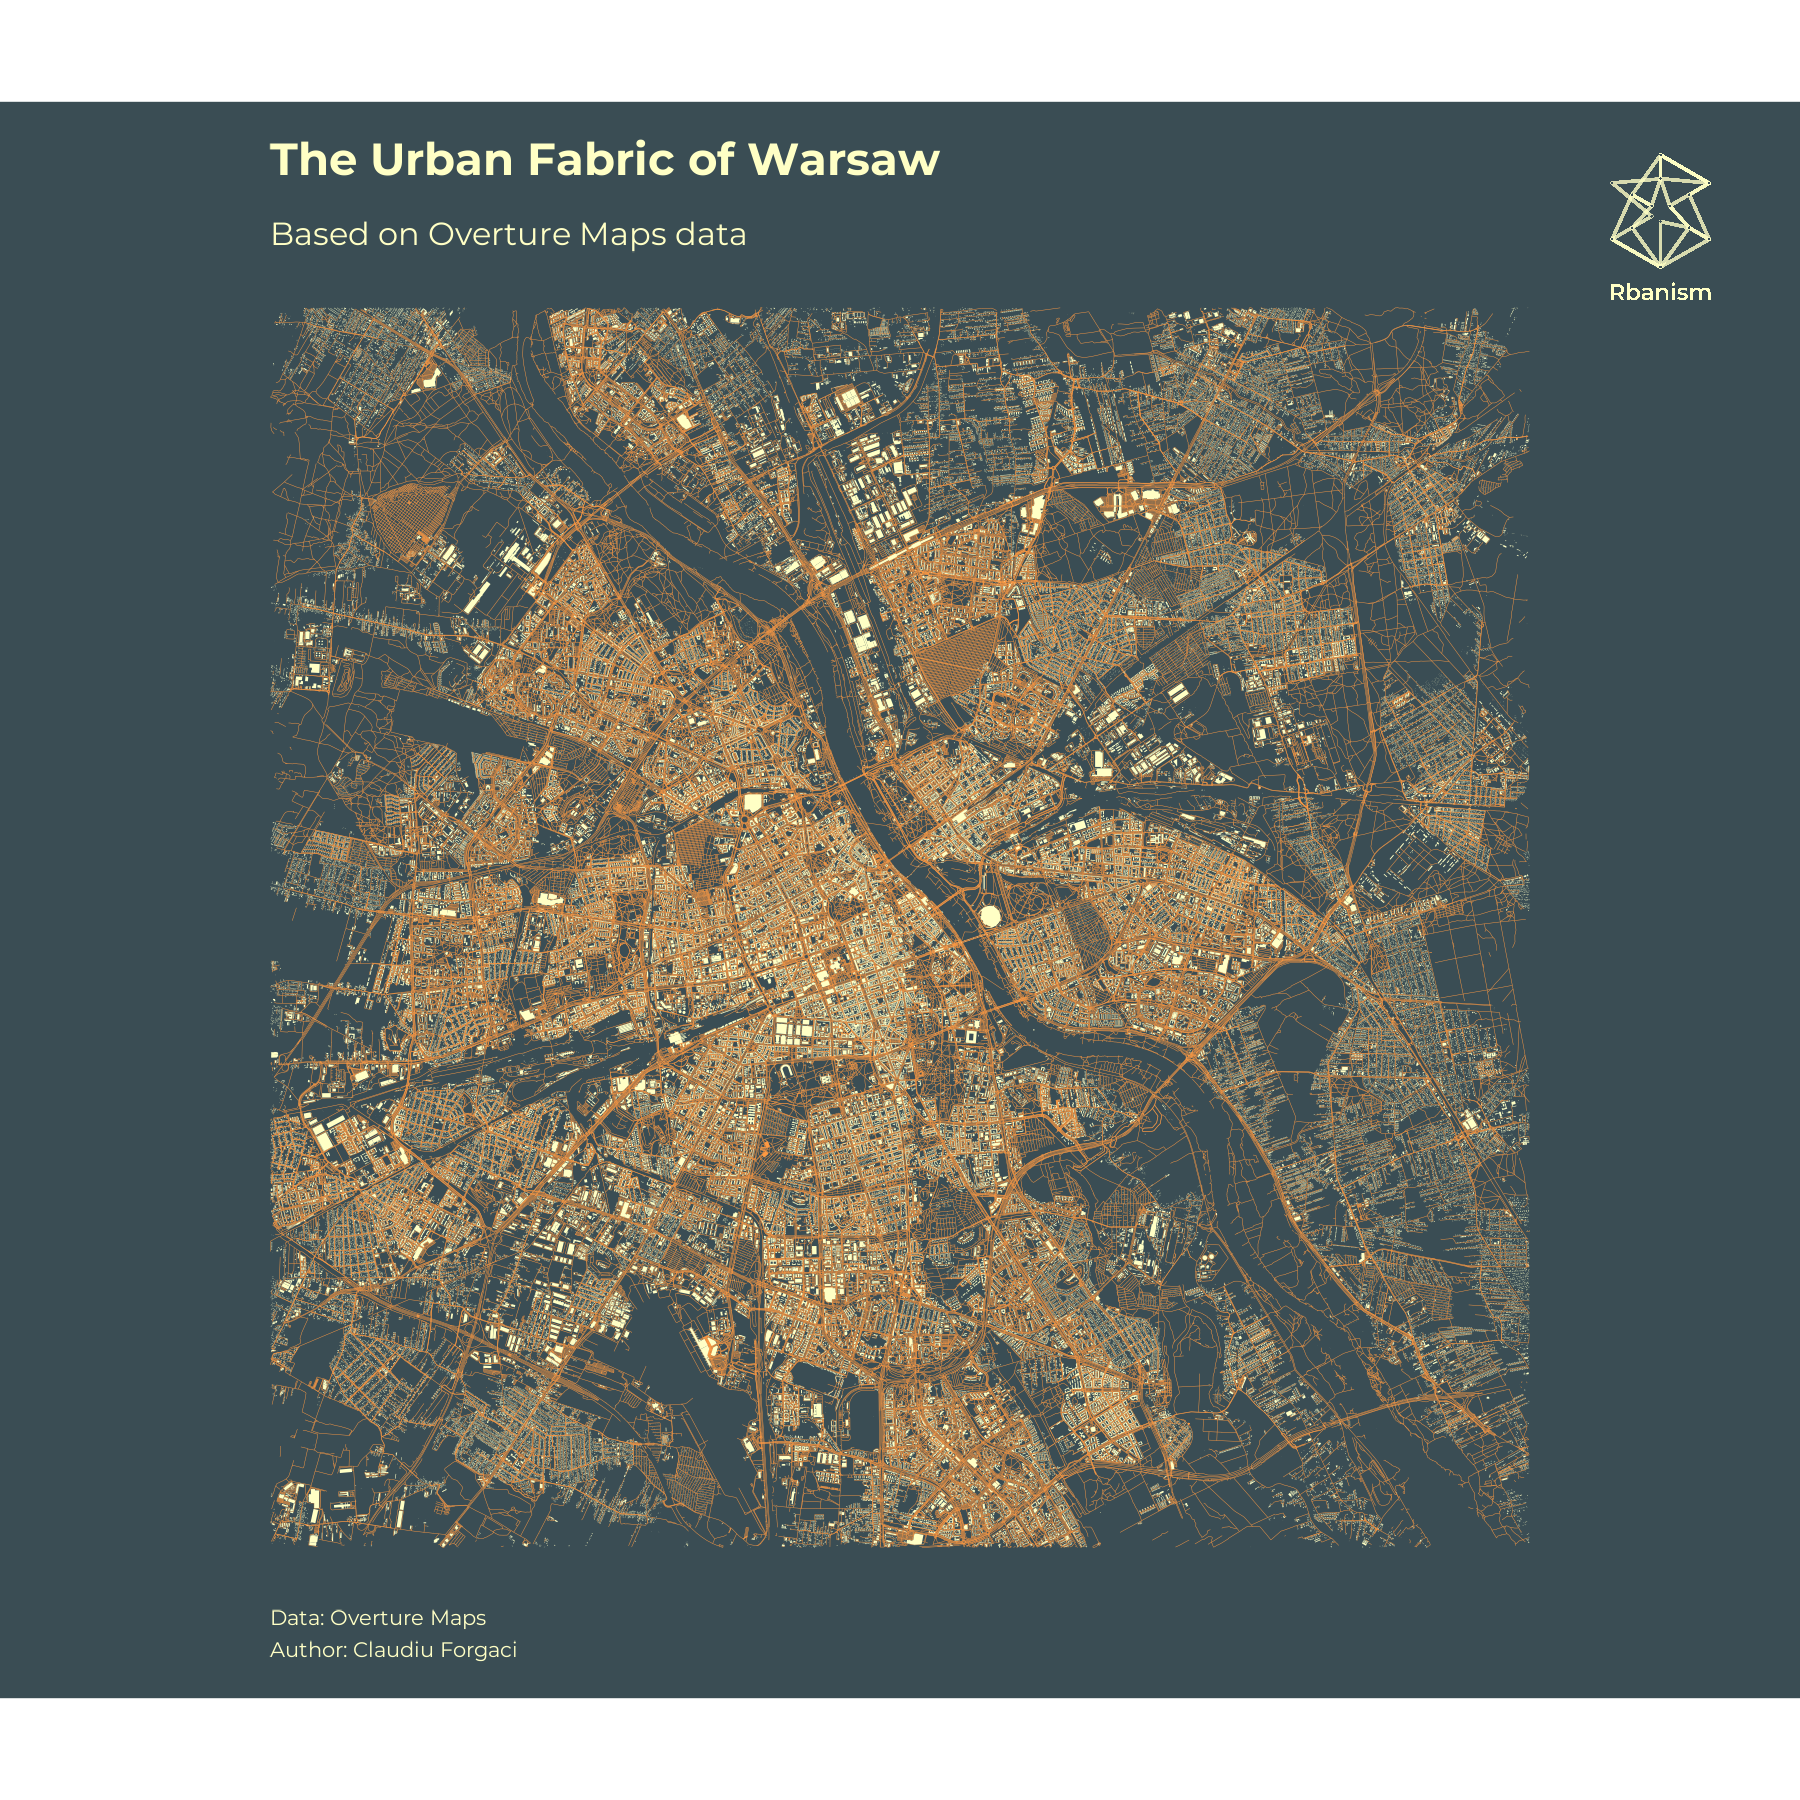 The Urban Fabric of Warsaw
Based on Overture Maps data
Rbanism
Data: Overture Maps
Author: Claudiu Forgaci